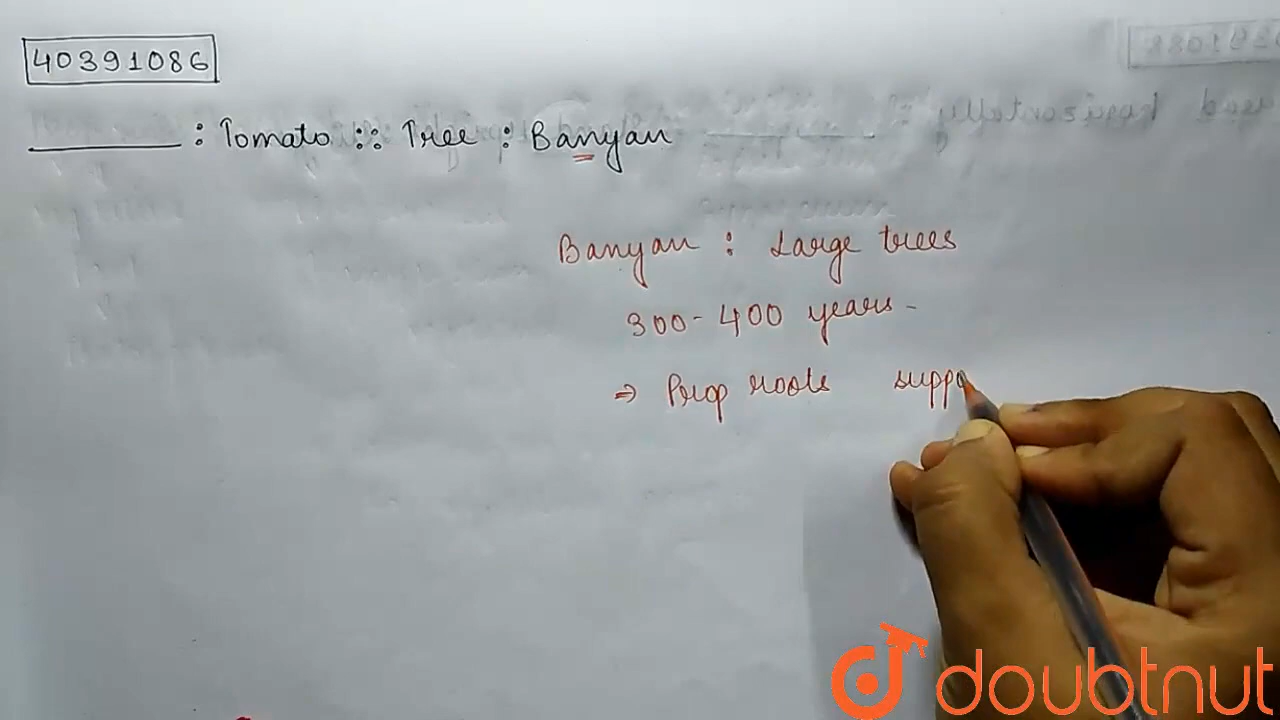 40391086
_______ : Tomato :: Tree : Banyan
Banyan : Large trees
300-400 years -
⇒ Prop roots suppo
doubtnut